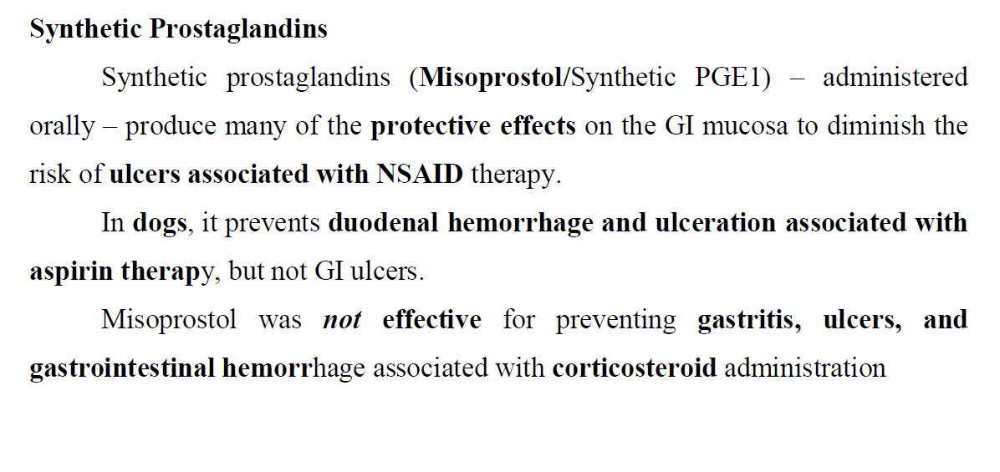 Synthetic Prostaglandins
Synthetic prostaglandins (Misoprostol/Synthetic PGE1) – administered
orally – produce many of the protective effects on the GI mucosa to diminish the
risk of ulcers associated with NSAID therapy.
In dogs, it prevents duodenal hemorrhage and ulceration associated with
aspirin therapy, but not GI ulcers.
Misoprostol was not effective for preventing gastritis, ulcers, and
gastrointestinal hemorrhage associated with corticosteroid administration